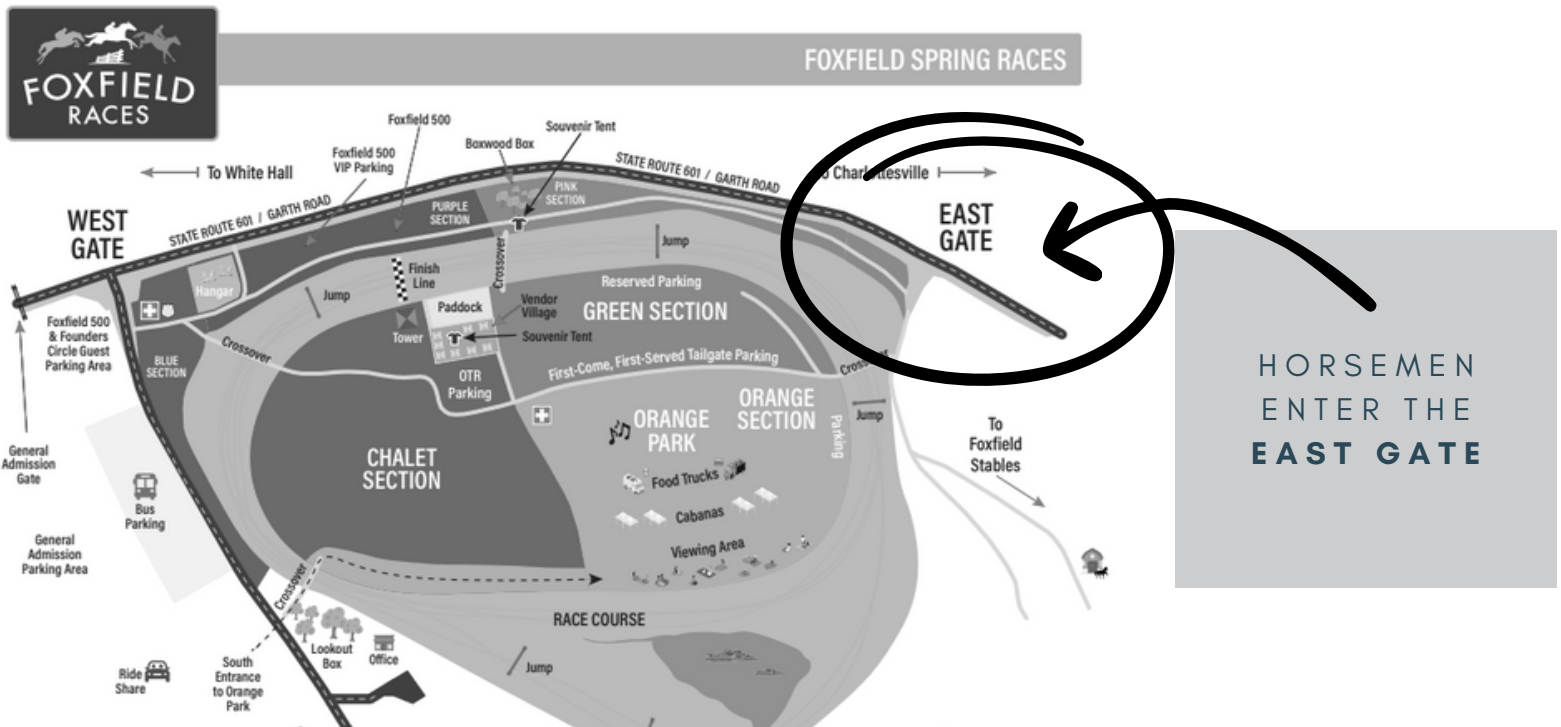 FOXFIELD
RACES
FOXFIELD SPRING RACES
Foxfield 500
Souvenir Tent
Boxwood Box
Foxfield 500
VIP Parking
To White Hall
STATE ROUTE 601 / GARTH ROAD
STATE ROUTE 601 / GARTH ROAD
To Charlottesville
WEST
GATE
EAST
GATE
PURPLE
SECTION
PINK
SECTION
Crossover
Jump
Finish
Line
Hangar
Jump
Reserved Parking
GREEN SECTION
Paddock
Vendor
Village
Souvenir Tent
Tower
Foxfield 500
& Founders
Circle Guest
Parking Area
BLUE
SECTION
Crossover
First-Come, First-Served Tailgate Parking
Crossover
OTR
Parking
ORANGE
SECTION
ORANGE
PARK
Parking
Jump
To
Foxfield
Stables
General
Admission
Gate
CHALET
SECTION
Food Trucks
Cabanas
Viewing Area
Bus
Parking
General
Admission
Parking Area
Crossover
RACE COURSE
Lookout
Box
Office
Ride
Share
South
Entrance
to Orange
Park
Jump
HORSEMEN
ENTER THE
EAST GATE